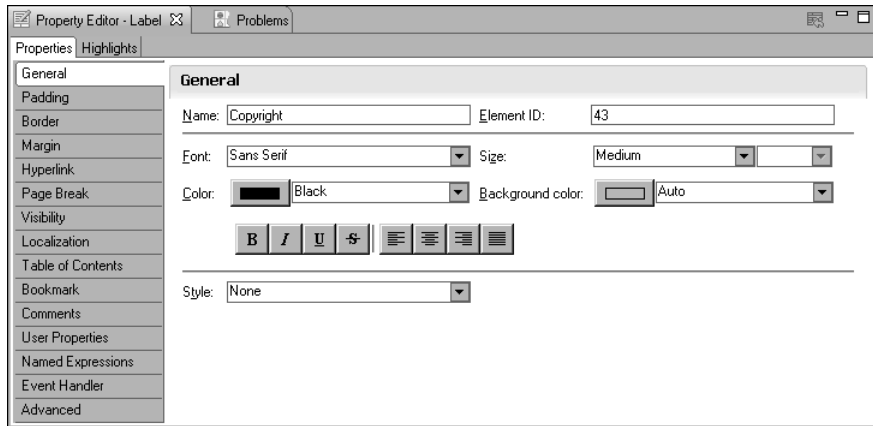 Property Editor - Label Problems
Properties Highlights
General
Padding
Border
Margin
Hyperlink
Page Break
Visibility
Localization
Table of Contents
Bookmark
Comments
User Properties
Named Expressions
Event Handler
Advanced
General
Name: Copyright Element ID: 43
Font: Sans Serif Size: Medium
Color: Black Background color: Auto
B I U S
Style: None